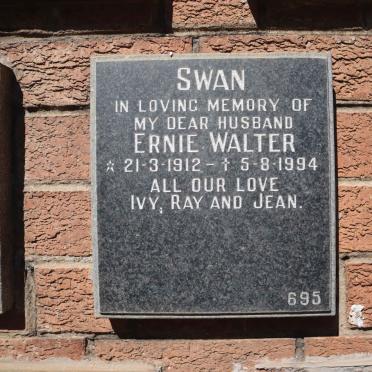 SWAN
IN LOVING MEMORY OF
MY DEAR HUSBAND
ERNIE WALTER
☆ 21-3-1912 - ✝ 5-8-1994
ALL OUR LOVE
IVY, RAY AND JEAN.
695